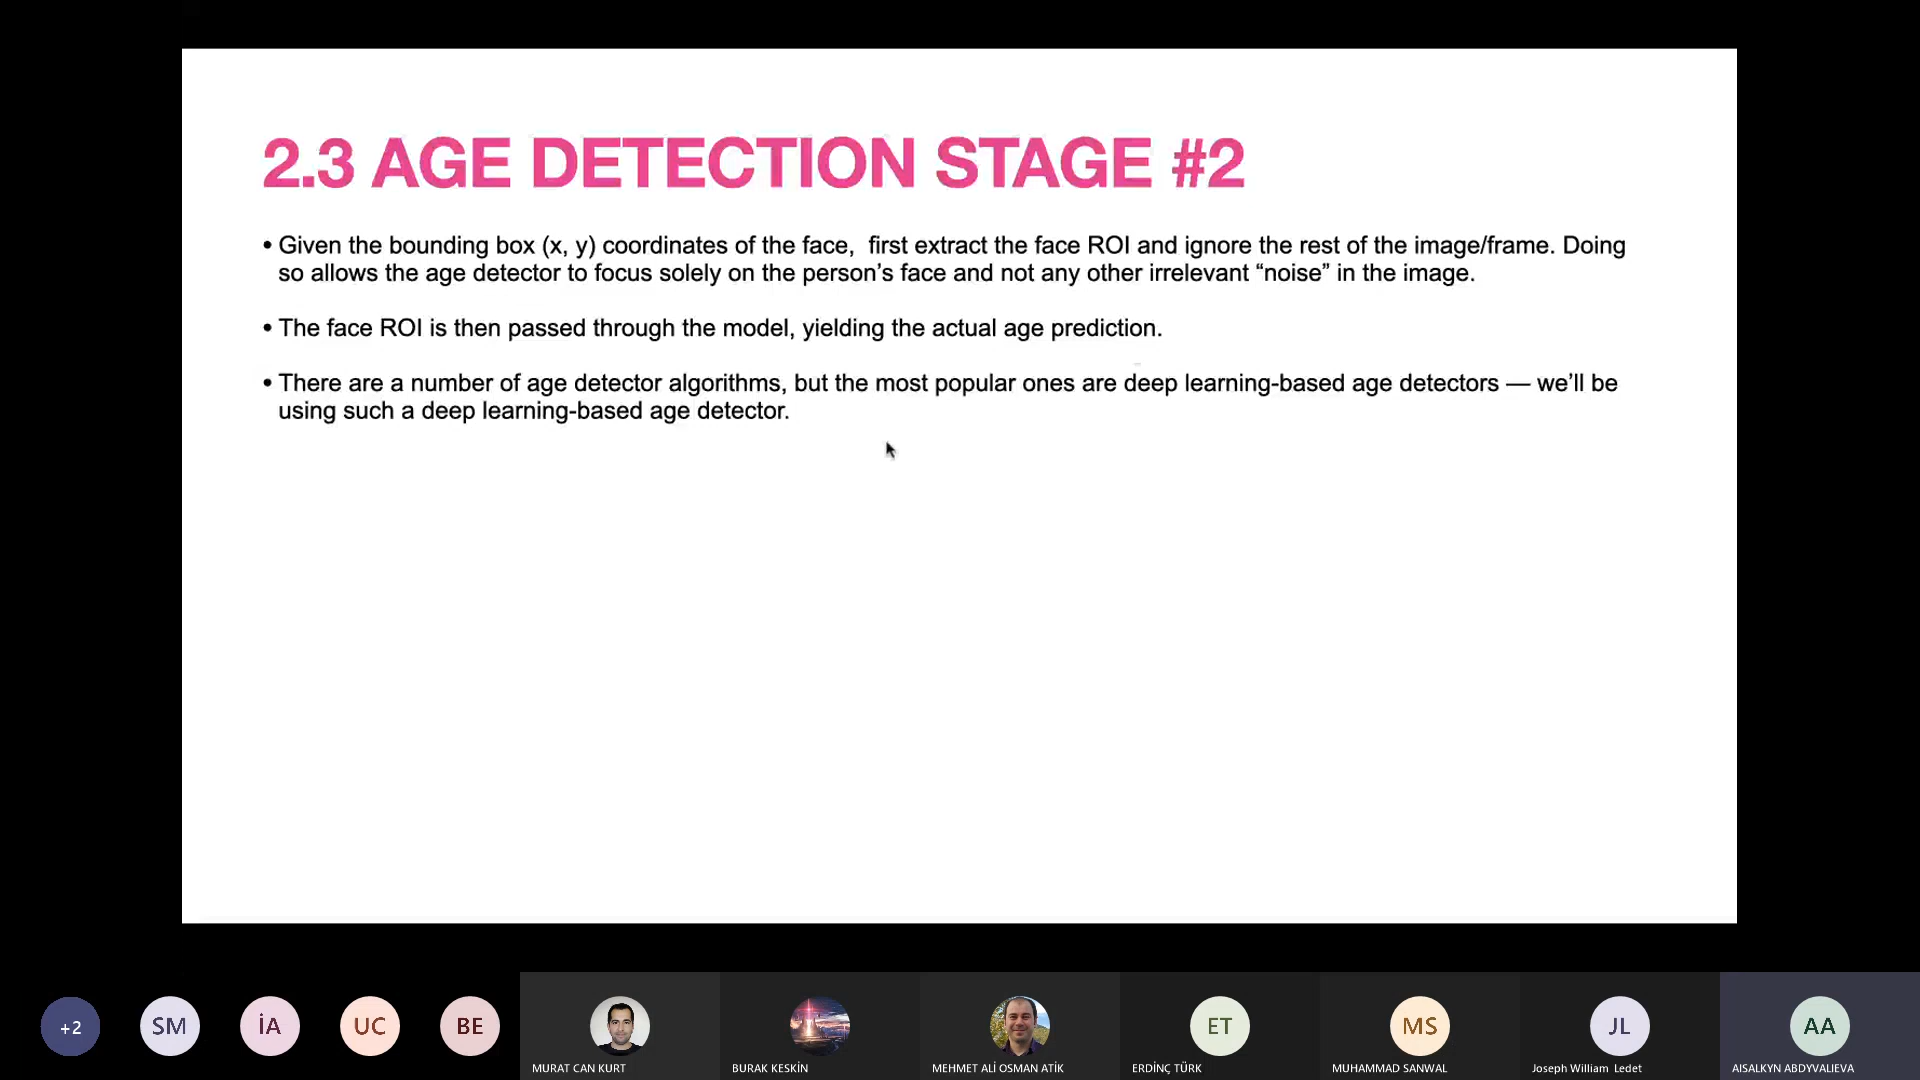 2.3 AGE DETECTION STAGE #2
• Given the bounding box (x, y) coordinates of the face,  first extract the face ROI and ignore the rest of the image/frame. Doing
so allows the age detector to focus solely on the person’s face and not any other irrelevant “noise” in the image.
• The face ROI is then passed through the model, yielding the actual age prediction.
• There are a number of age detector algorithms, but the most popular ones are deep learning-based age detectors — we’ll be
using such a deep learning-based age detector.
+2
SM
İA
UC
BE
ET
MS
JL
AA
MURAT CAN KURT
BURAK KESKİN
MEHMET ALİ OSMAN ATİK
ERDİNÇ TÜRK
MUHAMMAD SANWAL
Joseph William Ledet
AISALKYN ABDYVALIEVA